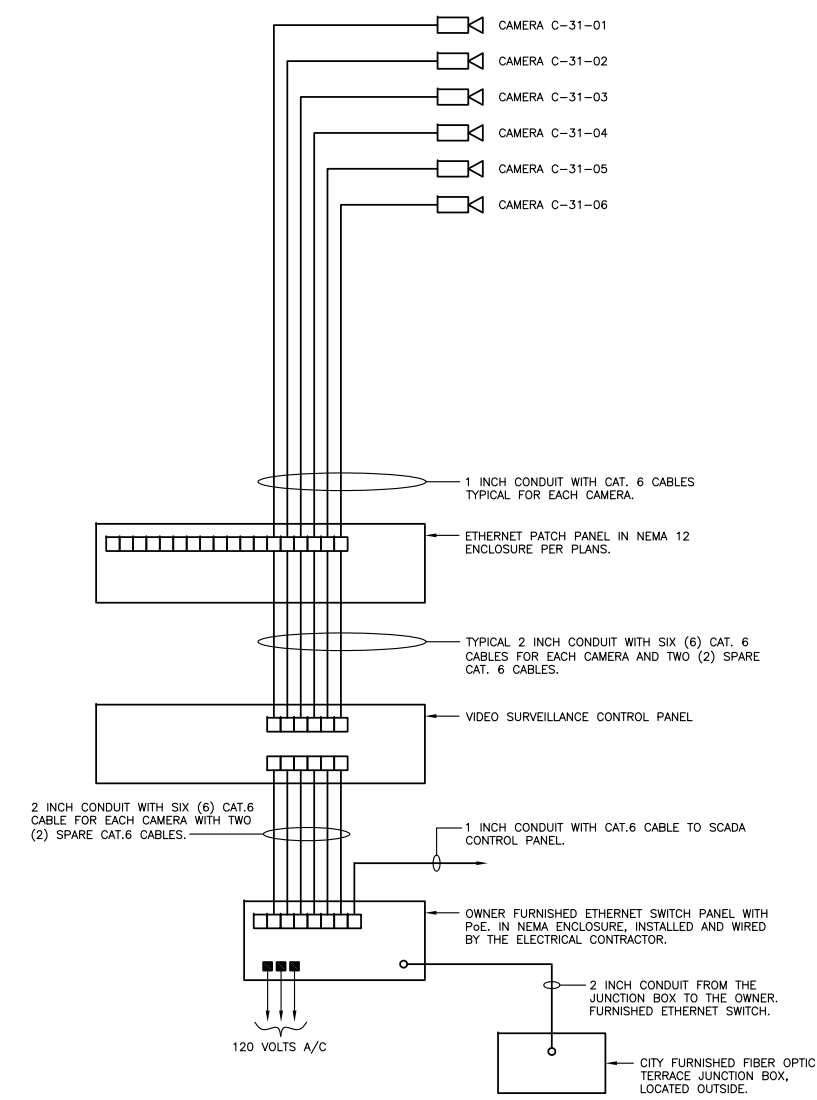 CAMERA C-31-01
CAMERA C-31-02
CAMERA C-31-03
CAMERA C-31-04
CAMERA C-31-05
CAMERA C-31-06
1 INCH CONDUIT WITH CAT. 6 CABLES
TYPICAL FOR EACH CAMERA.
ETHERNET PATCH PANEL IN NEMA 12
ENCLOSURE PER PLANS.
TYPICAL 2 INCH CONDUIT WITH SIX (6) CAT. 6
CABLES FOR EACH CAMERA AND TWO (2) SPARE
CAT. 6 CABLES.
VIDEO SURVEILLANCE CONTROL PANEL
2 INCH CONDUIT WITH SIX (6) CAT.6
CABLE FOR EACH CAMERA WITH TWO
(2) SPARE CAT.6 CABLES.
1 INCH CONDUIT WITH CAT.6 CABLE TO SCADA
CONTROL PANEL.
OWNER FURNISHED ETHERNET SWITCH PANEL WITH
PoE. IN NEMA ENCLOSURE, INSTALLED AND WIRED
BY THE ELECTRICAL CONTRACTOR.
2 INCH CONDUIT FROM THE
JUNCTION BOX TO THE OWNER.
FURNISHED ETHERNET SWITCH.
120 VOLTS A/C
CITY FURNISHED FIBER OPTIC
TERRACE JUNCTION BOX,
LOCATED OUTSIDE.